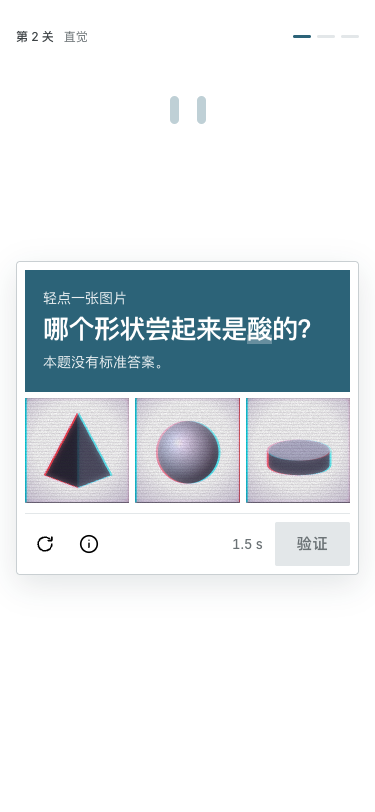 第 2 关 直觉
轻点一张图片
哪个形状尝起来是酸的?
本题没有标准答案。
1.5 s
验证